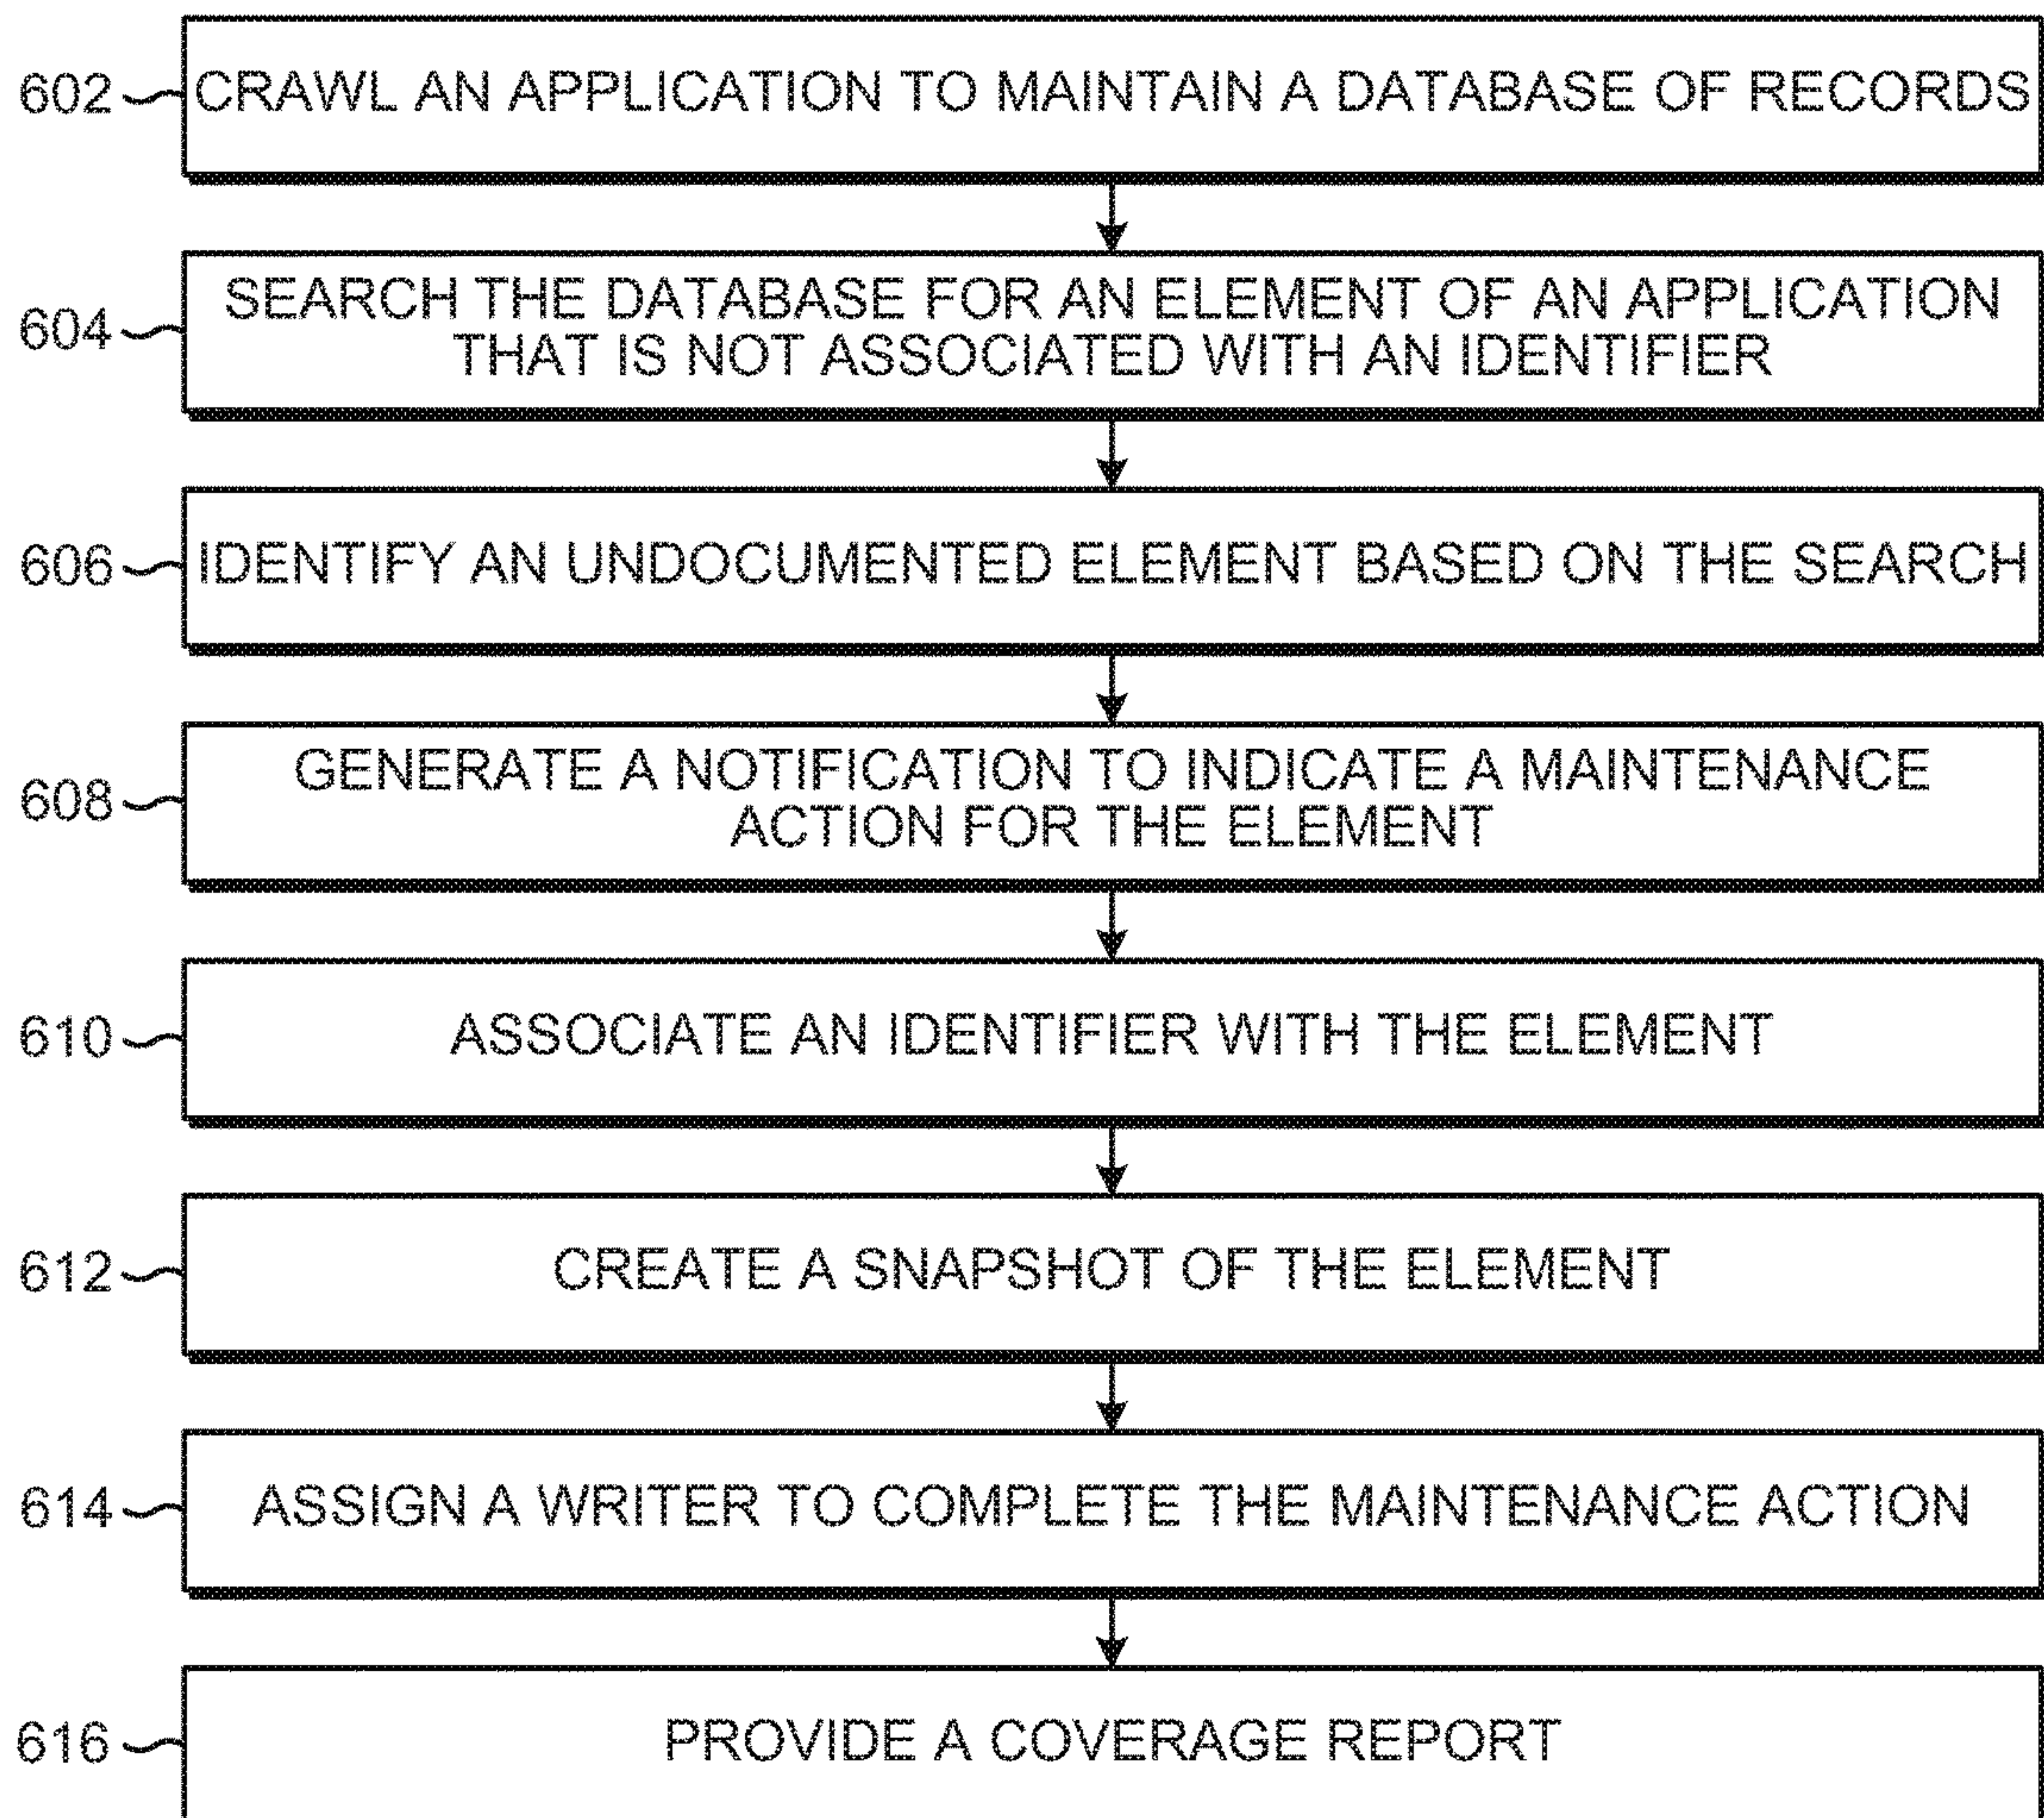 602 CRAWL AN APPLICATION TO MAINTAIN A DATABASE OF RECORDS
604 SEARCH THE DATABASE FOR AN ELEMENT OF AN APPLICATION
THAT IS NOT ASSOCIATED WITH AN IDENTIFIER
606 IDENTIFY AN UNDOCUMENTED ELEMENT BASED ON THE SEARCH
608 GENERATE A NOTIFICATION TO INDICATE A MAINTENANCE
ACTION FOR THE ELEMENT
610 ASSOCIATE AN IDENTIFIER WITH THE ELEMENT
612 CREATE A SNAPSHOT OF THE ELEMENT
614 ASSIGN A WRITER TO COMPLETE THE MAINTENANCE ACTION
616 PROVIDE A COVERAGE REPORT